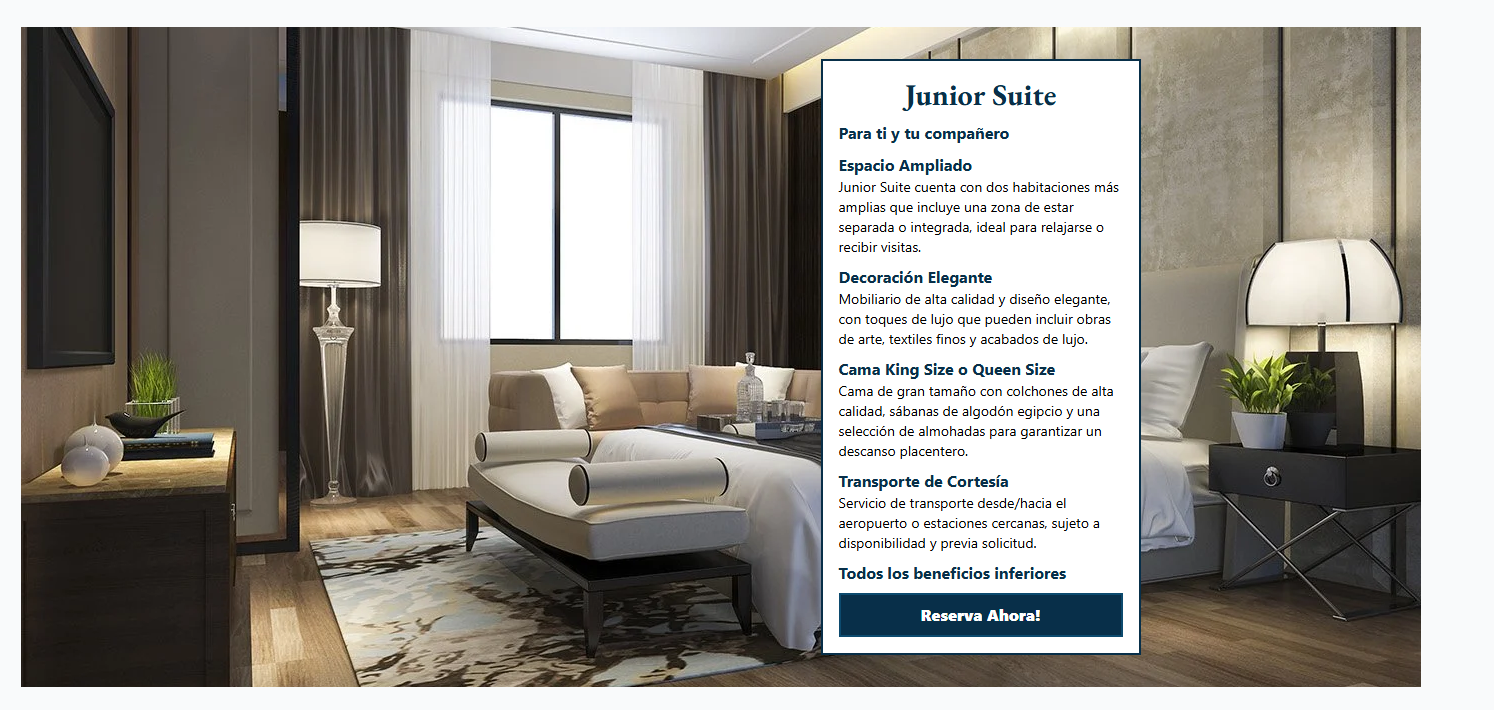 Junior Suite
Para ti y tu compañero
Espacio Ampliado
Junior Suite cuenta con dos habitaciones más
amplias que incluye una zona de estar
separada o integrada, ideal para relajarse o
recibir visitas.
Decoración Elegante
Mobiliario de alta calidad y diseño elegante,
con toques de lujo que pueden incluir obras
de arte, textiles finos y acabados de lujo.
Cama King Size o Queen Size
Cama de gran tamaño con colchones de alta
calidad, sábanas de algodón egipcio y una
selección de almohadas para garantizar un
descanso placentero.
Transporte de Cortesía
Servicio de transporte desde/hacia el
aeropuerto o estaciones cercanas, sujeto a
disponibilidad y previa solicitud.
Todos los beneficios inferiores
Reserva Ahora!